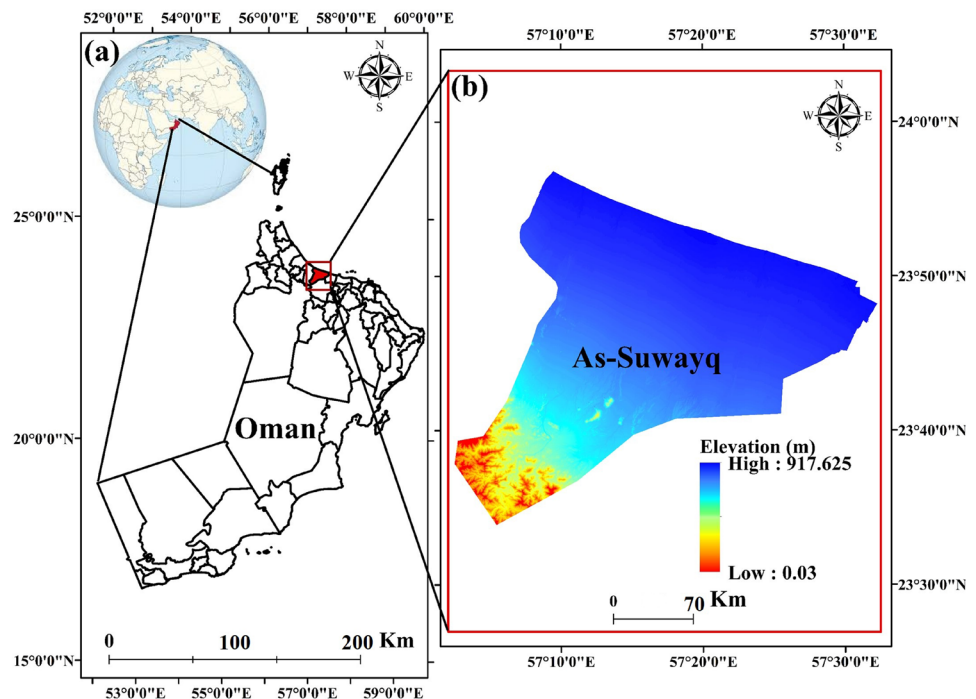 52°0'0"E 54°0'0"E 56°0'0"E 58°0'0"E 60°0'0"E
(a)
N
W E
S
25°0'0"N
20°0'0"N
15°0'0"N
Oman
0 100 200 Km
53°0'0"E 55°0'0"E 57°0'0"E 59°0'0"E
57°10'0"E 57°20'0"E 57°30'0"E
(b)
N
W E
S
24°0'0"N
23°50'0"N
23°40'0"N
23°30'0"N
As-Suwayq
Elevation (m)
High : 917.625
Low : 0.03
0 70 Km
57°10'0"E 57°20'0"E 57°30'0"E